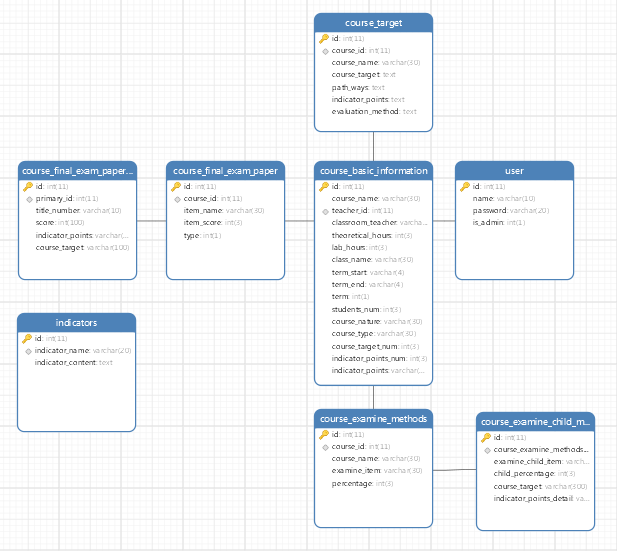 course_target
id: int(11)
course_id: int(11)
course_name: varchar(30)
course_target: text
path_ways: text
indicator_points: text
evaluation_method: text
course_final_exam_paper...
id: int(11)
primary_id: int(11)
title_number: varchar(10)
score: int(100)
indicator_points: varchar(...
course_target: varchar(100)
course_final_exam_paper
id: int(11)
course_id: int(11)
item_name: varchar(30)
item_score: int(3)
type: int(1)
course_basic_information
id: int(11)
course_name: varchar(30)
teacher_id: int(11)
classroom_teacher: varcha...
theoretical_hours: int(3)
lab_hours: int(3)
class_name: varchar(30)
term_start: varchar(4)
term_end: varchar(4)
term: int(1)
students_num: int(3)
course_nature: varchar(30)
course_type: varchar(30)
course_target_num: int(3)
indicator_points_num: int(3)
indicator_points: varchar(...
user
id: int(11)
name: varchar(10)
password: varchar(20)
is_admin: int(1)
indicators
id: int(11)
indicator_name: varchar(20)
indicator_content: text
course_examine_methods
id: int(11)
course_id: int(11)
course_name: varchar(30)
examine_item: varchar(30)
percentage: int(3)
course_examine_child_m...
id: int(11)
course_examine_methods...
examine_child_item: varch...
child_percentage: int(3)
course_target: varchar(300)
indicator_points_detail: va...